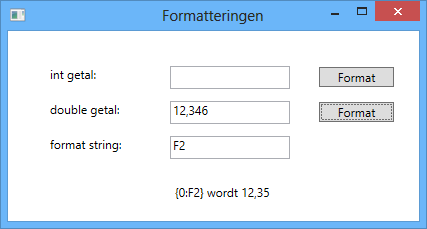 Formatteringen
int getal:
Format
double getal: 12,346 Format
format string: F2
{0:F2} wordt 12,35